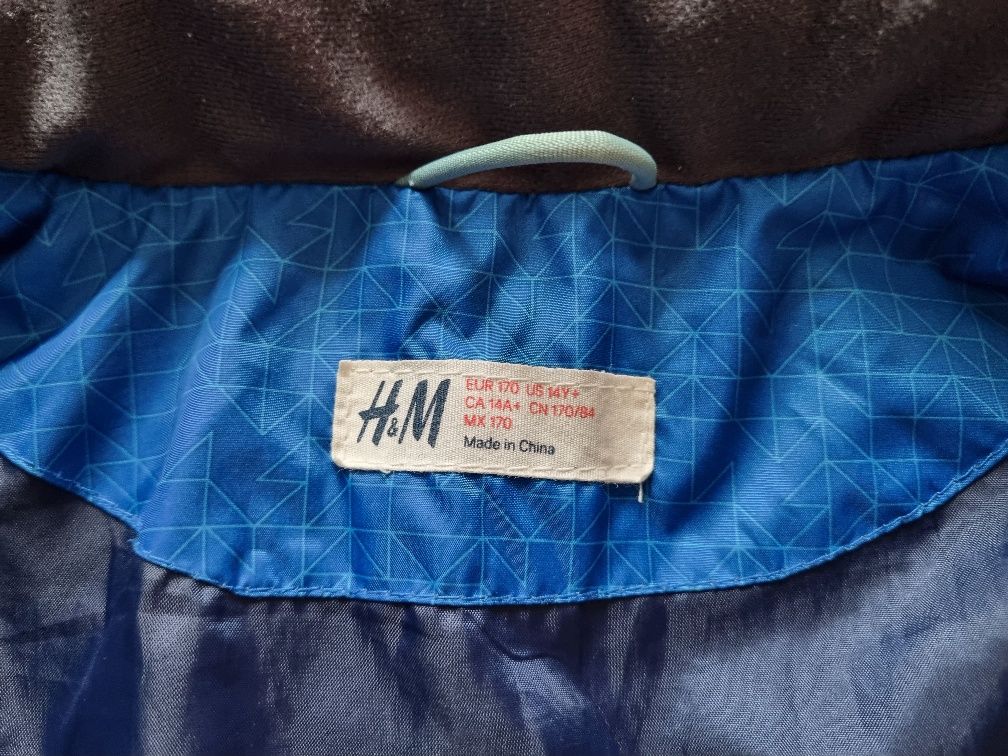 H&M
EUR 170 US 14Y+
CA 14A+ CN 170/84
MX 170
Made in China